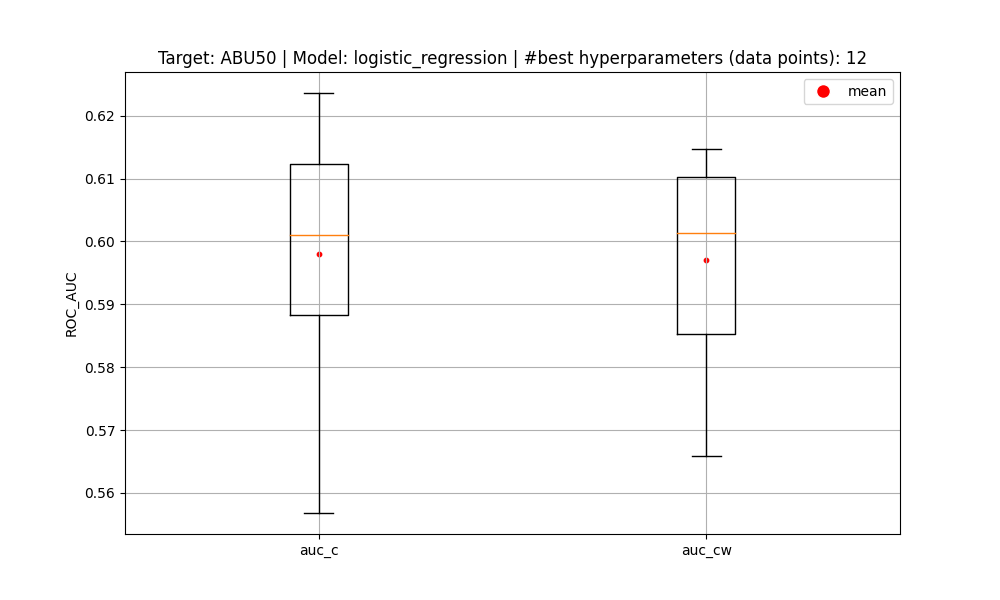 Target: ABU50 | Model: logistic_regression | #best hyperparameters (data points): 12
mean
0.62
0.61
0.60
0.59
0.58
0.57
0.56
ROC_AUC
auc_c
auc_cw